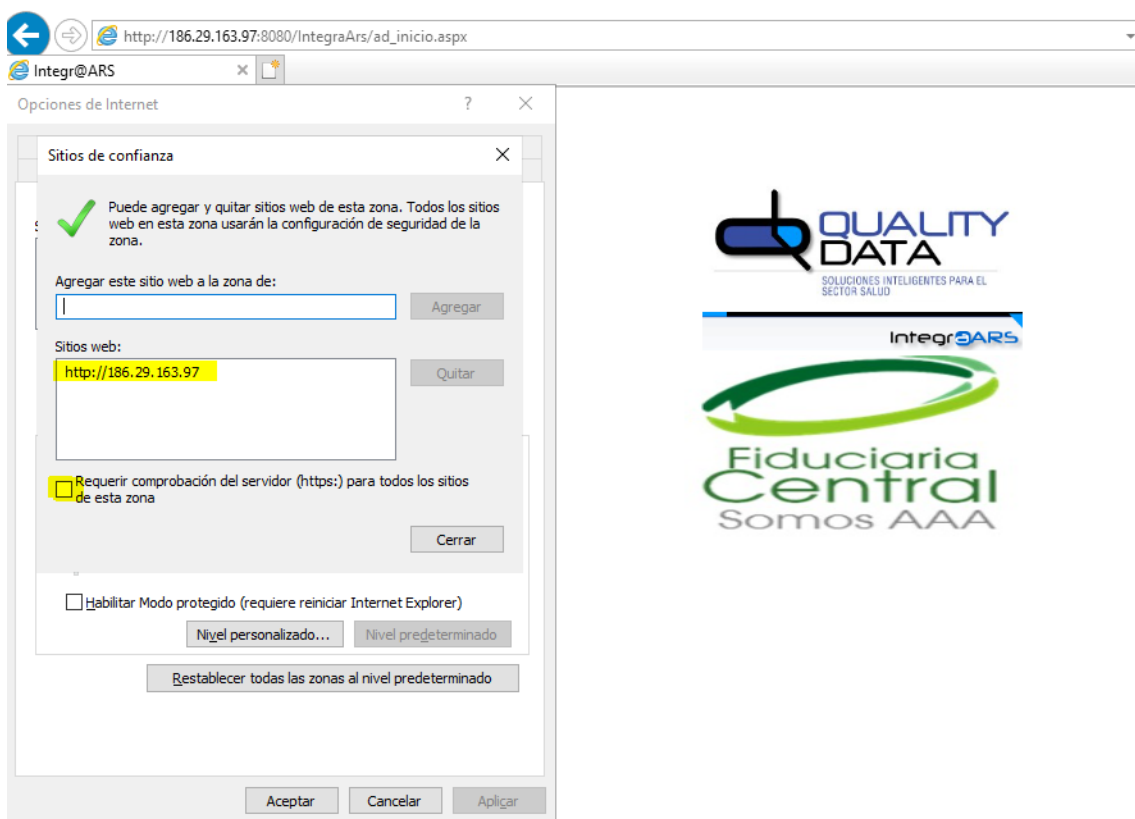 http://186.29.163.97:8080/IntegraArs/ad_inicio.aspx
Integr@ARS
Opciones de Internet
Sitios de confianza
Puede agregar y quitar sitios web de esta zona. Todos los sitios
web en esta zona usarán la configuración de seguridad de la
zona.
Agregar este sitio web a la zona de:
Agregar
Sitios web:
http://186.29.163.97
Quitar
Requerir comprobación del servidor (https:) para todos los sitios
de esta zona
Cerrar
Habilitar Modo protegido (requiere reiniciar Internet Explorer)
Nivel personalizado...
Nivel predeterminado
Restablecer todas las zonas al nivel predeterminado
Aceptar
Cancelar
Aplicar
QUALITY
DATA
SOLUCIONES INTELIGENTES PARA EL
SECTOR SALUD
Integr@ARS
Fiduciaria
Central
Somos AAA